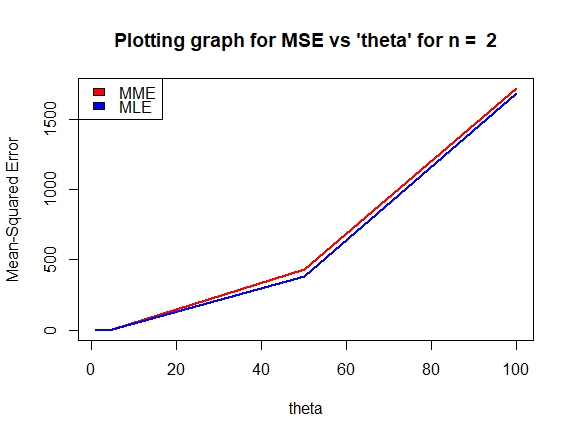 Plotting graph for MSE vs 'theta' for n =  2
MME
MLE
Mean-Squared Error
1500
1000
500
0
0 20 40 60 80 100
theta